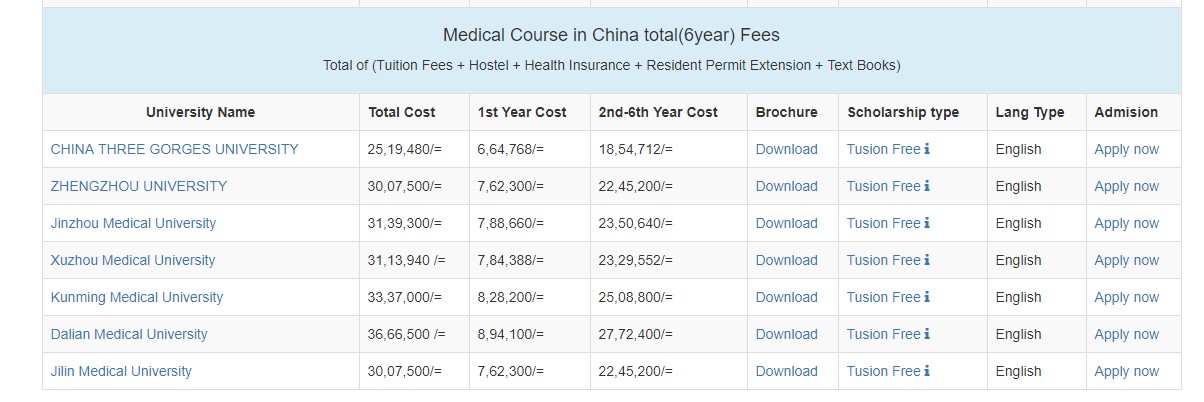 Medical Course in China total(6year) Fees
Total of (Tuition Fees + Hostel + Health Insurance + Resident Permit Extension + Text Books)
University Name Total Cost 1st Year Cost 2nd-6th Year Cost Brochure Scholarship type Lang Type Admision
CHINA THREE GORGES UNIVERSITY 25,19,480/= 6,64,768/= 18,54,712/= Download Tusion Free i English Apply now
ZHENGZHOU UNIVERSITY 30,07,500/= 7,62,300/= 22,45,200/= Download Tusion Free i English Apply now
Jinzhou Medical University 31,39,300/= 7,88,660/= 23,50,640/= Download Tusion Free i English Apply now
Xuzhou Medical University 31,13,940 /= 7,84,388/= 23,29,552/= Download Tusion Free i English Apply now
Kunming Medical University 33,37,000/= 8,28,200/= 25,08,800/= Download Tusion Free i English Apply now
Dalian Medical University 36,66,500 /= 8,94,100/= 27,72,400/= Download Tusion Free i English Apply now
Jilin Medical University 30,07,500/= 7,62,300/= 22,45,200/= Download Tusion Free i English Apply now